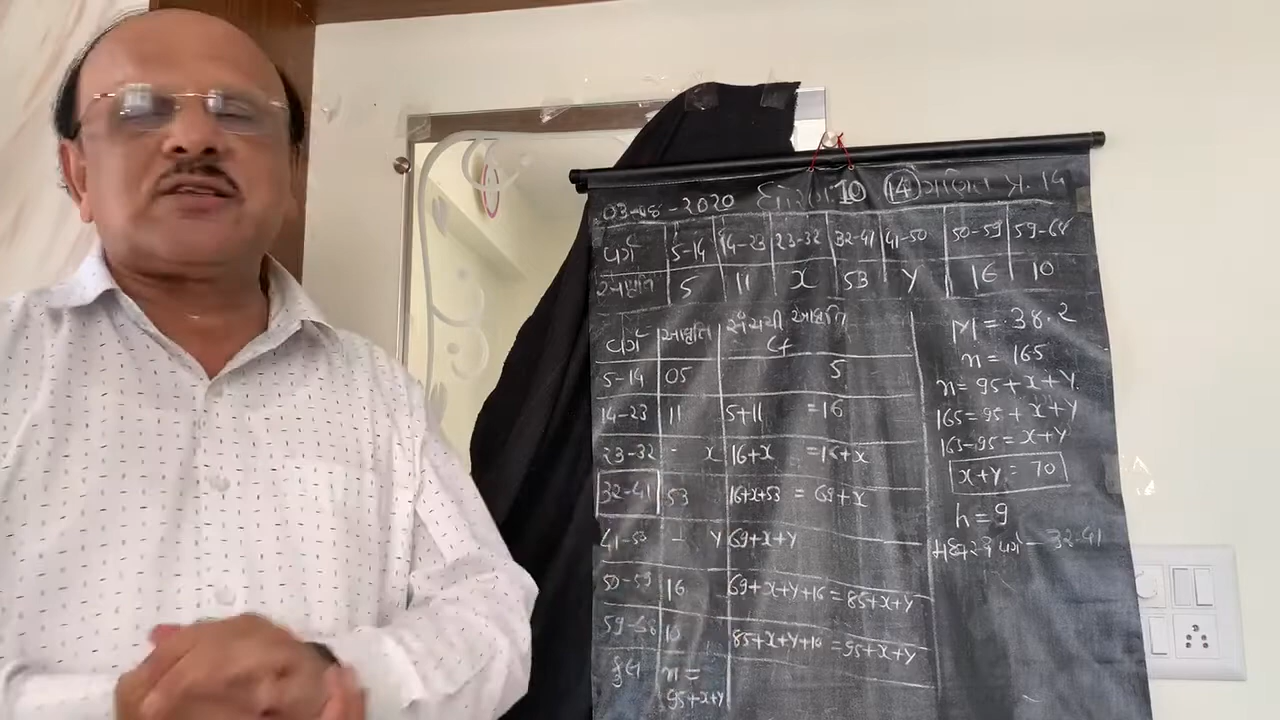 03-08-2020 ધોરણ 10 14 ગણિત પ્ર. 14
વર્ગ 5-14 14-23 23-32 32-41 41-50 50-59 59-68
આવૃત્તિ 5 11 x 53 y 16 10
વર્ગ આવૃત્તિ સંચયી આવૃત્તિ cf
5-14 05 5
14-23 11 5+11 =16
23-32 - x 16+x =16+x
32-41 53 16+x+53 = 69+x
41-50 - y 69+x+y
50-59 16 69+x+y+16 = 85+x+y
59-68 10 85+x+y+10 = 95+x+y
કુલ n = 95+x+y
M = 38.2
n = 165
n = 95+x+y
165 = 95+x+y
165-95 = x+y
x+y = 70
h = 9
મધ્યસ્થ વર્ગ - 32-41